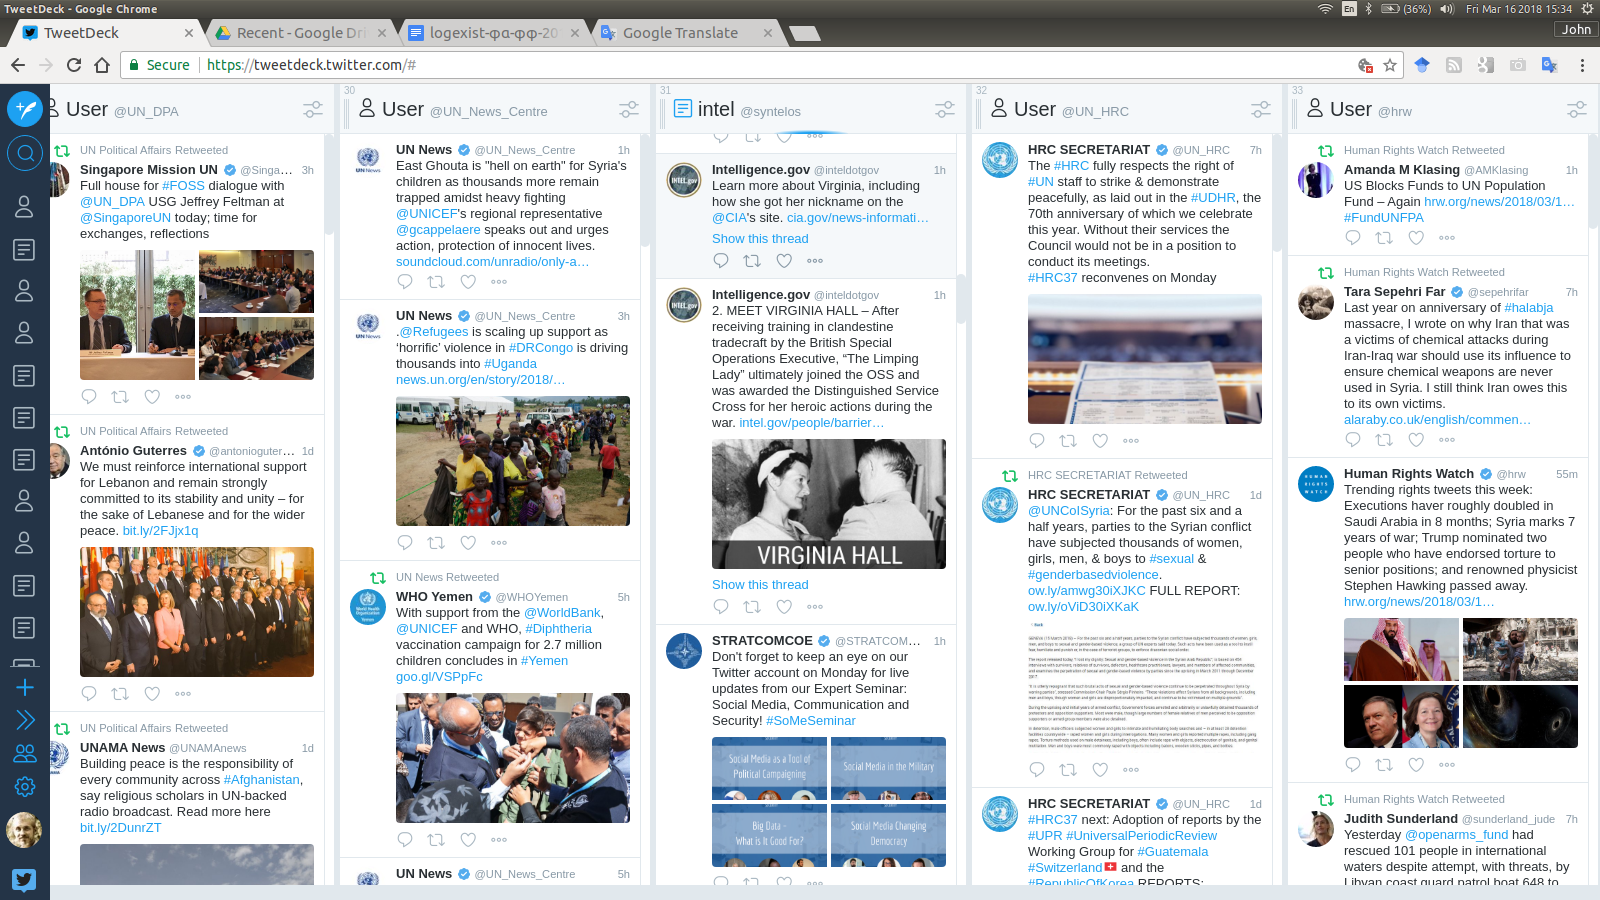 TweetDeck - Google Chrome
En
(36%)
Fri Mar 16 2018 15:34
TweetDeck
Recent - Google Dri
logexist-φα-φφ-20
Google Translate
John
Secure
https://tweetdeck.twitter.com/#
User @UN_DPA
UN Political Affairs Retweeted
Singapore Mission UN @Singa... 3h
Full house for #FOSS dialogue with
@UN_DPA USG Jeffrey Feltman at
@SingaporeUN today; time for
exchanges, reflections
UN Political Affairs Retweeted
António Guterres @antonioguter... 1d
We must reinforce international support
for Lebanon and remain strongly
committed to its stability and unity – for
the sake of Lebanese and for the wider
peace. bit.ly/2FJjx1q
UN Political Affairs Retweeted
UNAMA News @UNAMAnews 1d
Building peace is the responsibility of
every community across #Afghanistan,
say religious scholars in UN-backed
radio broadcast. Read more here
bit.ly/2DunrZT
30
User @UN_News_Centre
UN News @UN_News_Centre 1h
East Ghouta is "hell on earth" for Syria's
children as thousands more remain
trapped amidst heavy fighting
@UNICEF's regional representative
@gcappelaere speaks out and urges
action, protection of innocent lives.
soundcloud.com/unradio/only-a…
UN News @UN_News_Centre 3h
.@Refugees is scaling up support as
‘horrific’ violence in #DRCongo is driving
thousands into #Uganda
news.un.org/en/story/2018/…
UN News Retweeted
WHO Yemen @WHOYemen 5h
With support from the @WorldBank,
@UNICEF and WHO, #Diphtheria
vaccination campaign for 2.7 million
children concludes in #Yemen
goo.gl/VSPpFc
UN News @UN_News_Centre 5h
31
intel @syntelos
Intelligence.gov @inteldotgov 1h
Learn more about Virginia, including
how she got her nickname on the
@CIA's site. cia.gov/news-informati…
Show this thread
Intelligence.gov @inteldotgov 1h
2. MEET VIRGINIA HALL – After
receiving training in clandestine
tradecraft by the British Special
Operations Executive, “The Limping
Lady” ultimately joined the OSS and
was awarded the Distinguished Service
Cross for her heroic actions during the
war. intel.gov/people/barrier…
VIRGINIA HALL
Show this thread
STRATCOMCOE @STRATCOM... 1h
Don't forget to keep an eye on our
Twitter account on Monday for live
updates from our Expert Seminar:
Social Media, Communication and
Security! #SoMeSeminar
Social Media as a Tool of
Political Campaigning
Social Media in the Military
Big Data –
What is It Good For?
Social Media Changing
Democracy
32
User @UN_HRC
HRC SECRETARIAT @UN_HRC 7h
The #HRC fully respects the right of
#UN staff to strike & demonstrate
peacefully, as laid out in the #UDHR, the
70th anniversary of which we celebrate
this year. Without their services the
Council would not be in a position to
conduct its meetings.
#HRC37 reconvenes on Monday
HRC SECRETARIAT Retweeted
HRC SECRETARIAT @UN_HRC 1d
@UNCoISyria: For the past six and a
half years, parties to the Syrian conflict
have subjected thousands of women,
girls, men, & boys to #sexual &
#genderbasedviolence.
ow.ly/amwg30iXJKC FULL REPORT:
ow.ly/oViD30iXKaK
HRC SECRETARIAT @UN_HRC 1d
#HRC37 next: Adoption of reports by the
#UPR #UniversalPeriodicReview
Working Group for #Guatemala
#Switzerland and the
#RepublicOfKorea REPORTS:
33
User @hrw
Human Rights Watch Retweeted
Amanda M Klasing @AMKlasing 1h
US Blocks Funds to UN Population
Fund – Again hrw.org/news/2018/03/1…
#FundUNFPA
Human Rights Watch Retweeted
Tara Sepehri Far @sepehrifar 7h
Last year on anniversary of #halabja
massacre, I wrote on why Iran that was
a victims of chemical attacks during
Iran-Iraq war should use its influence to
ensure chemical weapons are never
used in Syria. I still think Iran owes this
to its own victims.
alaraby.co.uk/english/commen…
Human Rights Watch @hrw 55m
Trending rights tweets this week:
Executions haver roughly doubled in
Saudi Arabia in 8 months; Syria marks 7
years of war; Trump nominated two
people who have endorsed torture to
senior positions; and renowned physicist
Stephen Hawking passed away.
hrw.org/news/2018/03/1…
Human Rights Watch Retweeted
Judith Sunderland @sunderland_jude 7h
Yesterday @openarms_fund had
rescued 101 people in international
waters despite attempt, with threats, by
Libyan coast guard patrol boat 648 to